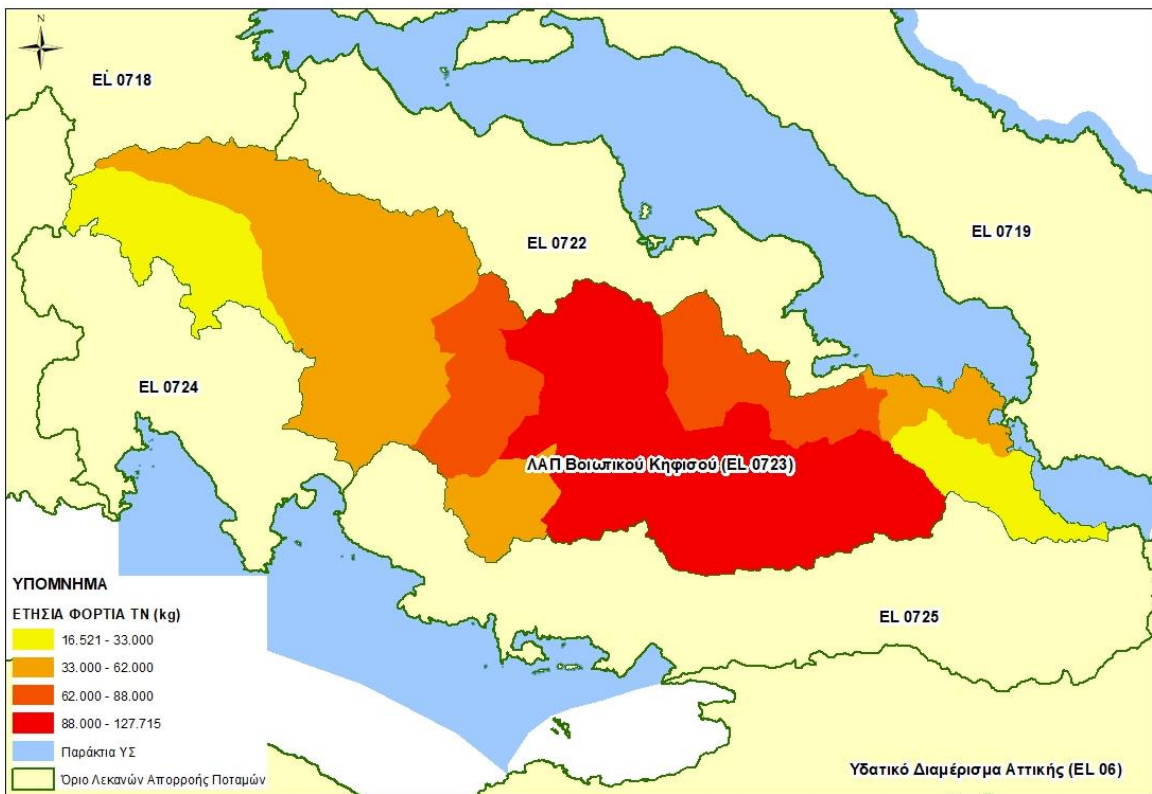 N
EL 0718
EL 0719
EL 0722
EL 0724
ΛΑΠ Βοιωτικού Κηφισού (EL 0723)
EL 0725
ΥΠΟΜΝΗΜΑ
ΕΤΗΣΙΑ ΦΟΡΤΙΑ TN (kg)
16.521 - 33.000
33.000 - 62.000
62.000 - 88.000
88.000 - 127.715
Παράκτια ΥΣ
Όριο Λεκανών Απορροής Ποταμών
Υδατικό Διαμέρισμα Αττικής (EL 06)